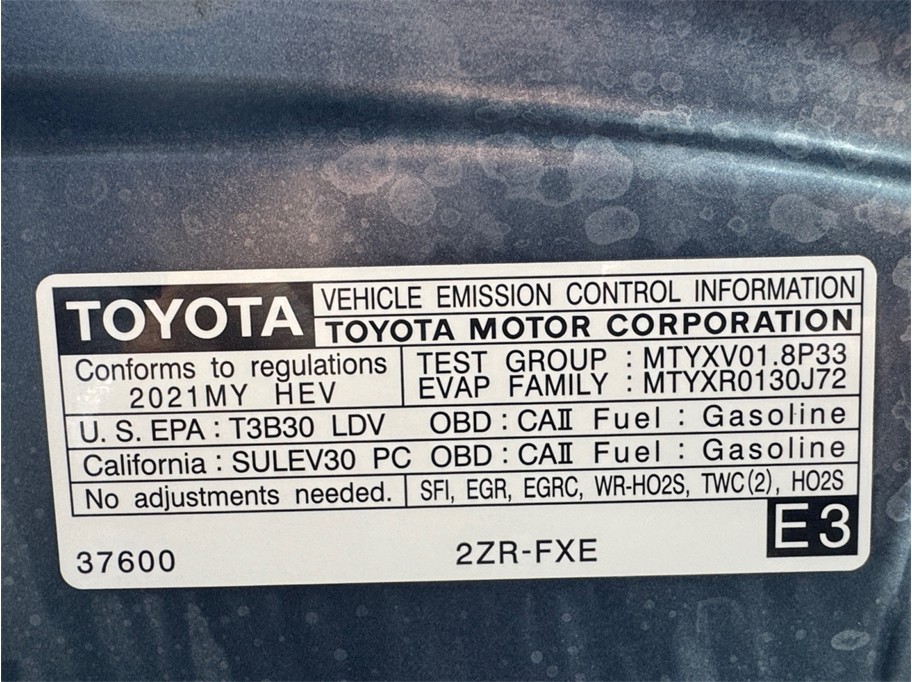 TOYOTA VEHICLE EMISSION CONTROL INFORMATION
TOYOTA MOTOR CORPORATION
Conforms to regulations
2021MY HEV
TEST GROUP : MTYXV01.8P33
EVAP FAMILY : MTYXR0130J72
U. S. EPA : T3B30 LDV OBD : CAII Fuel : Gasoline
California : SULEV30 PC OBD : CAII Fuel : Gasoline
No adjustments needed. SFI, EGR, EGRC, WR-HO2S, TWC(2), HO2S
37600 2ZR-FXE E3